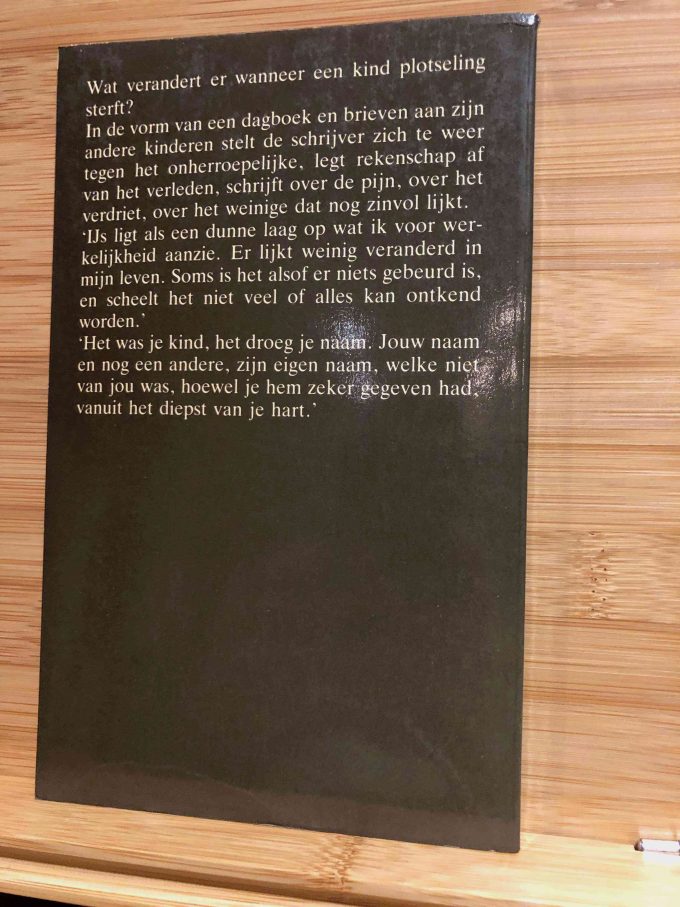 Wat verandert er wanneer een kind plotseling
sterft?
In de vorm van een dagboek en brieven aan zijn
andere kinderen stelt de schrijver zich te weer
tegen het onherroepelijke, legt rekenschap af
van het verleden, schrijft over de pijn, over het
verdriet, over het weinige dat nog zinvol lijkt.
‘IJs ligt als een dunne laag op wat ik voor wer-
kelijkheid aanzie. Er lijkt weinig veranderd in
mijn leven. Soms is het alsof er niets gebeurd is,
en scheelt het niet veel of alles kan ontkend
worden.’
‘Het was je kind, het droeg je naam. Jouw naam
en nog een andere, zijn eigen naam, welke niet
van jou was, hoewel je hem zeker gegeven had,
vanuit het diepst van je hart.’